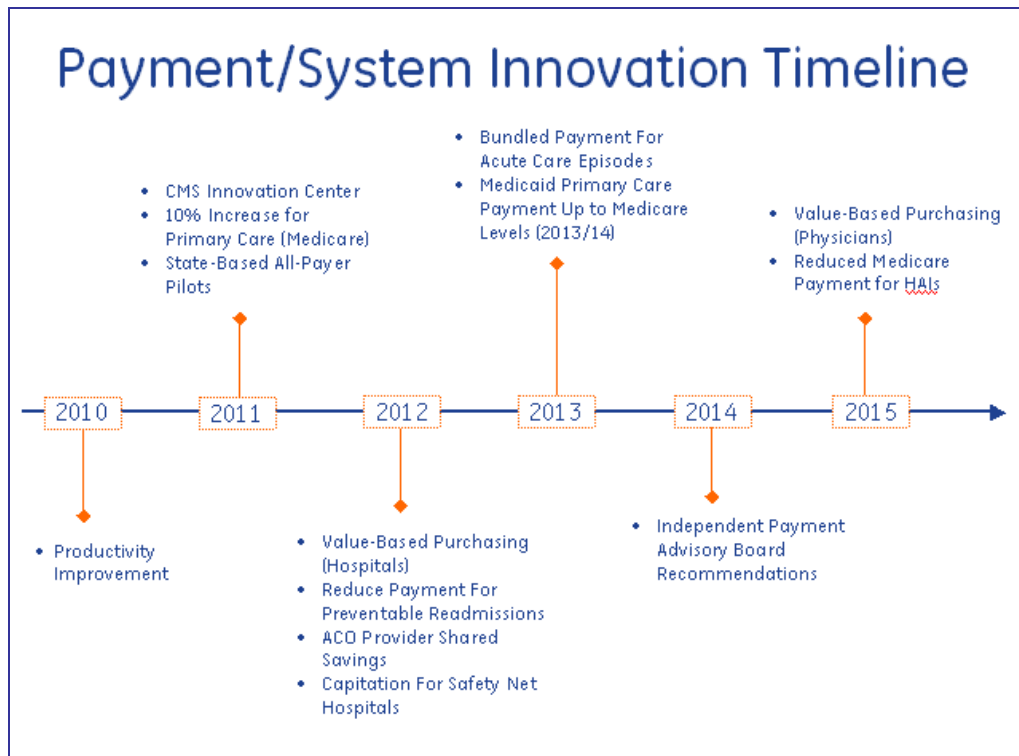 Payment/System Innovation Timeline
• Bundled Payment For
Acute Care Episodes
• Medicaid Primary Care
Payment Up to Medicare
Levels (2013/14)
• CMS Innovation Center
• 10% Increase for
Primary Care (Medicare)
• State-Based All-Payer
Pilots
• Value-Based Purchasing
(Physicians)
• Reduced Medicare
Payment for HAIs
2010
2011
2012
2013
2014
2015
• Productivity
Improvement
• Value-Based Purchasing
(Hospitals)
• Reduce Payment For
Preventable Readmissions
• ACO Provider Shared
Savings
• Capitation For Safety Net
Hospitals
• Independent Payment
Advisory Board
Recommendations